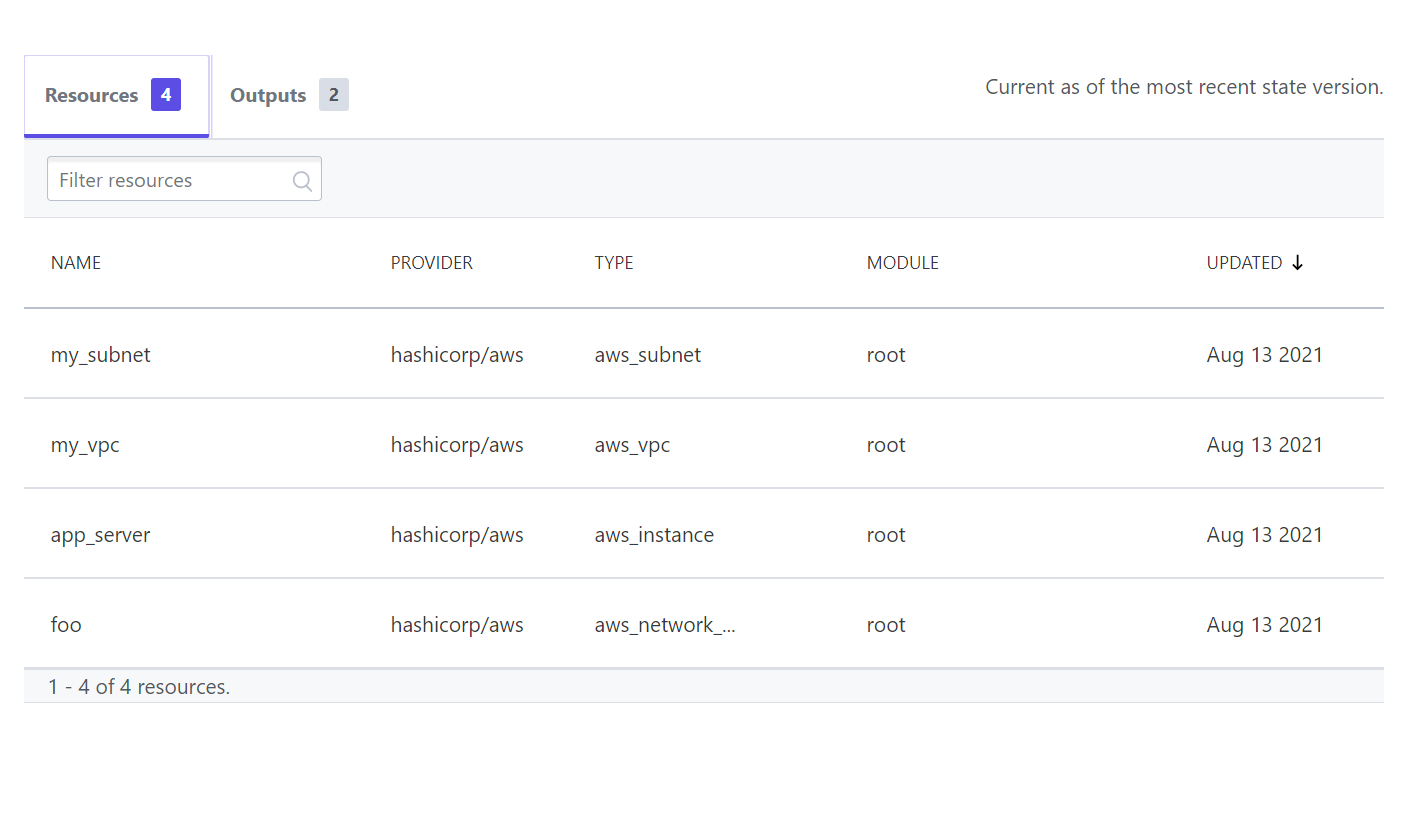 Resources 4 Outputs 2 Current as of the most recent state version.
Filter resources
NAME PROVIDER TYPE MODULE UPDATED ↓
my_subnet hashicorp/aws aws_subnet root Aug 13 2021
my_vpc hashicorp/aws aws_vpc root Aug 13 2021
app_server hashicorp/aws aws_instance root Aug 13 2021
foo hashicorp/aws aws_network_... root Aug 13 2021
1 - 4 of 4 resources.